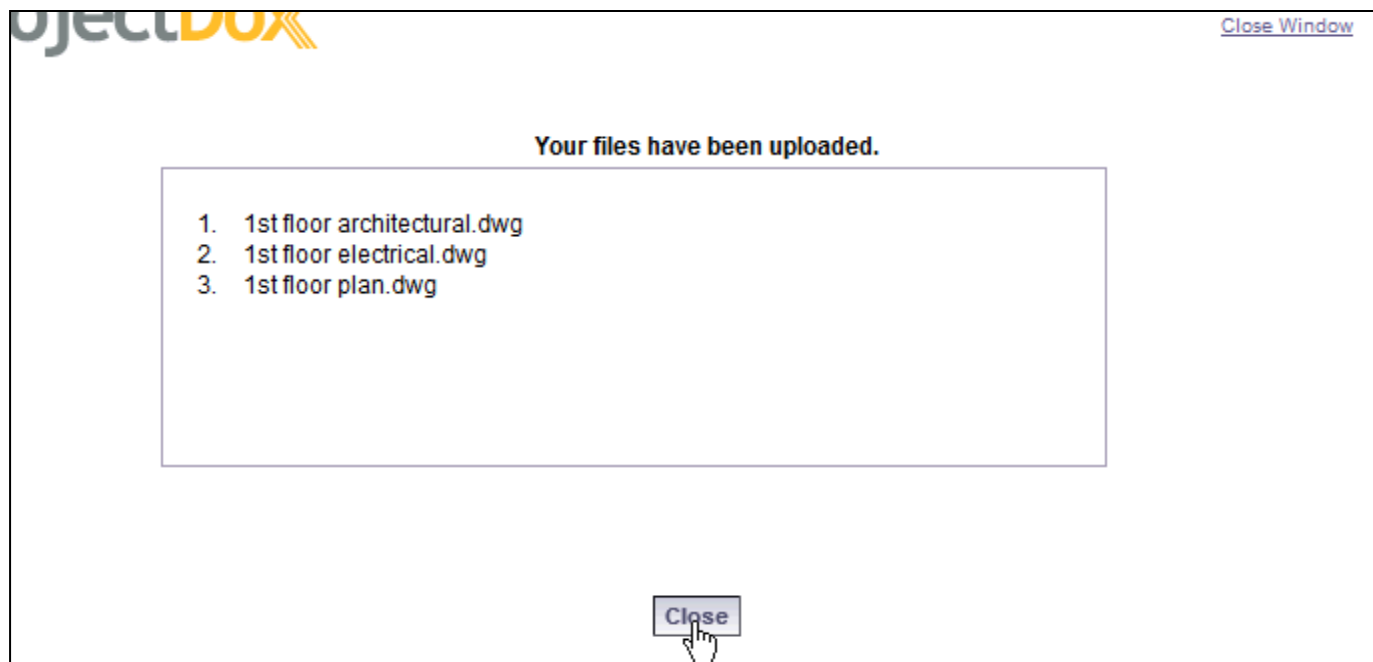 ojectDox
Close Window
Your files have been uploaded.
1. 1st floor architectural.dwg
2. 1st floor electrical.dwg
3. 1st floor plan.dwg
Close